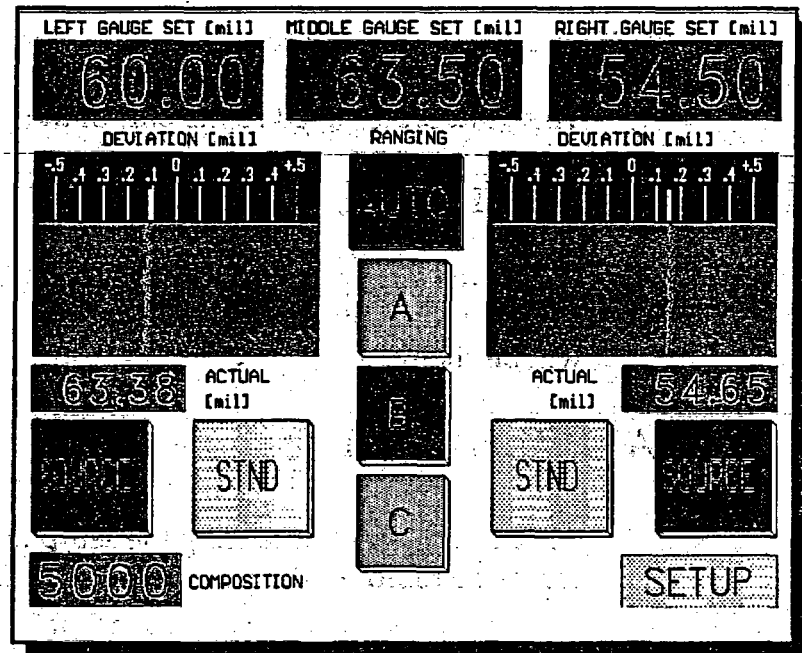 LEFT GAUGE SET [mil] MIDDLE GAUGE SET [mil] RIGHT GAUGE SET [mil]
60.00 63.50 54.50
DEVIATION [mil] RANGING DEVIATION [mil]
-.5 .4 .3 .2 .1 0 .1 .2 .3 .4 +.5 AUTO -.5 .4 .3 .2 .1 0 .1 .2 .3 .4 +.5
A
63.38 ACTUAL [mil] B ACTUAL [mil] 54.65
SOURCE STND STND SOURCE
C
5000 COMPOSITION SETUP